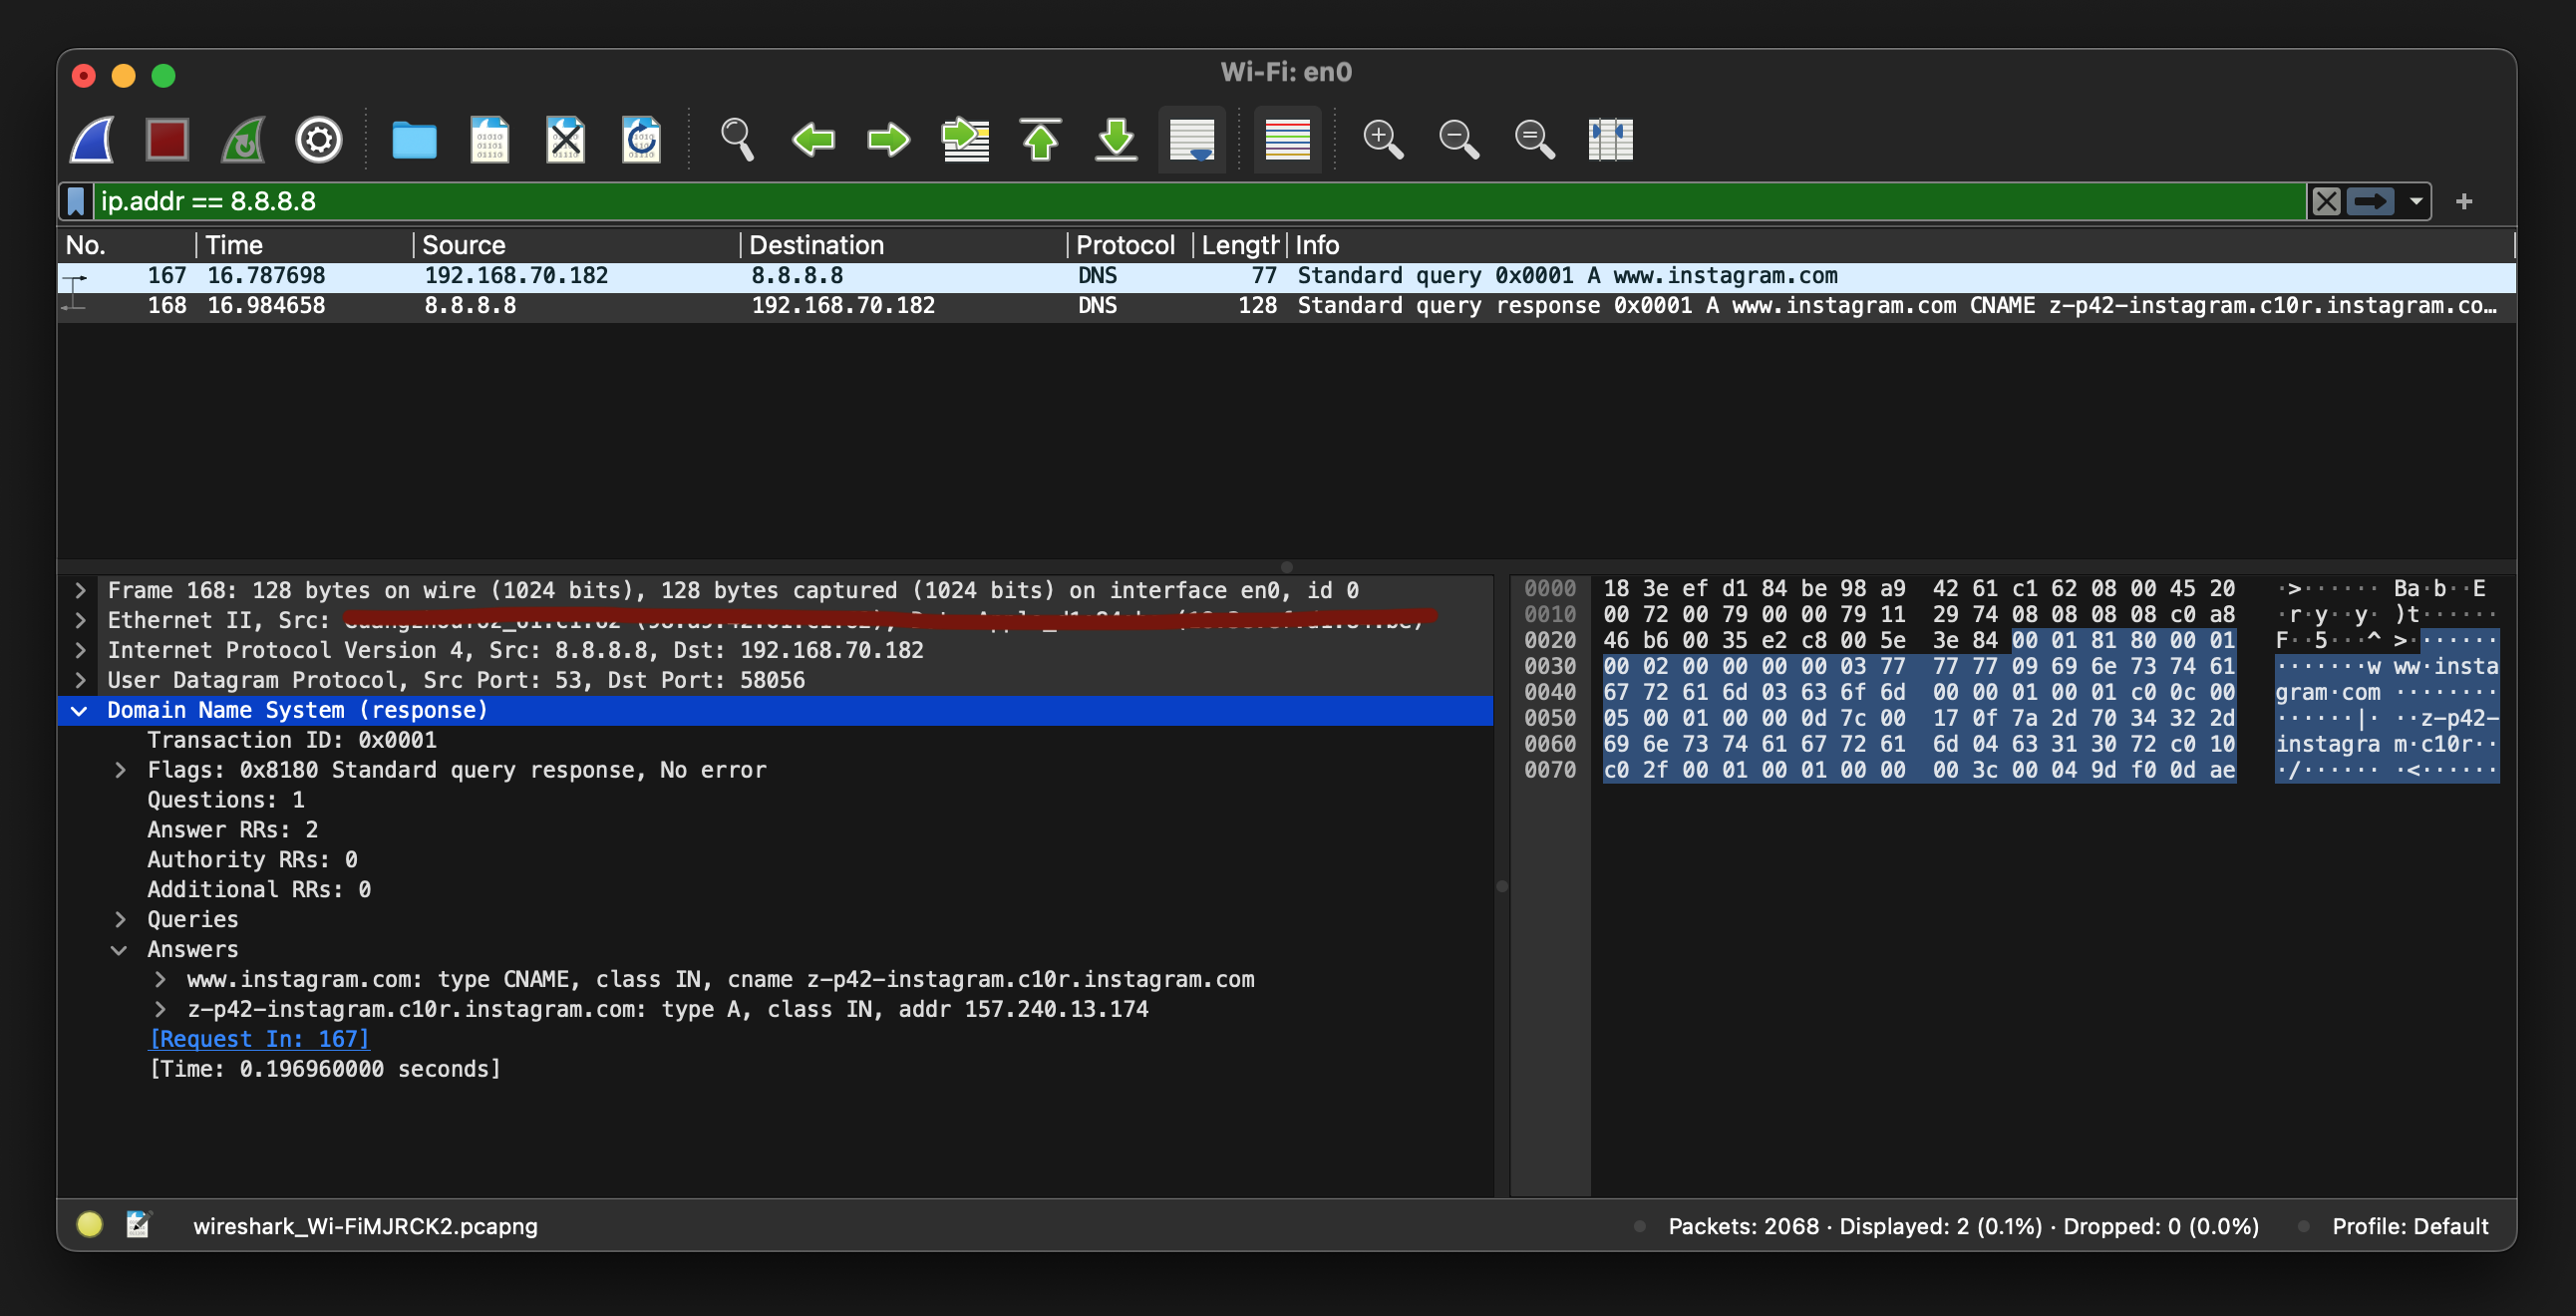 Wi-Fi: en0
ip.addr == 8.8.8.8
No. Time Source Destination Protocol Length Info
167 16.787698 192.168.70.182 8.8.8.8 DNS 77 Standard query 0x0001 A www.instagram.com
168 16.984658 8.8.8.8 192.168.70.182 DNS 128 Standard query response 0x0001 A www.instagram.com CNAME z-p42-instagram.c10r.instagram.co…
Frame 168: 128 bytes on wire (1024 bits), 128 bytes captured (1024 bits) on interface en0, id 0
Ethernet II, Src:
Internet Protocol Version 4, Src: 8.8.8.8, Dst: 192.168.70.182
User Datagram Protocol, Src Port: 53, Dst Port: 58056
Domain Name System (response)
Transaction ID: 0x0001
Flags: 0x8180 Standard query response, No error
Questions: 1
Answer RRs: 2
Authority RRs: 0
Additional RRs: 0
Queries
Answers
www.instagram.com: type CNAME, class IN, cname z-p42-instagram.c10r.instagram.com
z-p42-instagram.c10r.instagram.com: type A, class IN, addr 157.240.13.174
[Request In: 167]
[Time: 0.196960000 seconds]
0000 18 3e ef d1 84 be 98 a9 42 61 c1 62 08 00 45 20 ·>······ Ba·b··E
0010 00 72 00 79 00 00 79 11 29 74 08 08 08 08 c0 a8 ·r·y··y· )t······
0020 46 b6 00 35 e2 c8 00 5e 3e 84 00 01 81 80 00 01 F··5···^ >·······
0030 00 02 00 00 00 00 03 77 77 77 09 69 6e 73 74 61 ·······w ww·insta
0040 67 72 61 6d 03 63 6f 6d 00 00 01 00 01 c0 0c 00 gram·com ········
0050 05 00 01 00 00 0d 7c 00 17 0f 7a 2d 70 34 32 2d ······|· ··z-p42-
0060 69 6e 73 74 61 67 72 61 6d 04 63 31 30 72 c0 10 instagra m·c10r··
0070 c0 2f 00 01 00 01 00 00 00 3c 00 04 9d f0 0d ae ·/······ ·<······
wireshark_Wi-FiMJRCK2.pcapng
Packets: 2068 · Displayed: 2 (0.1%) · Dropped: 0 (0.0%)
Profile: Default